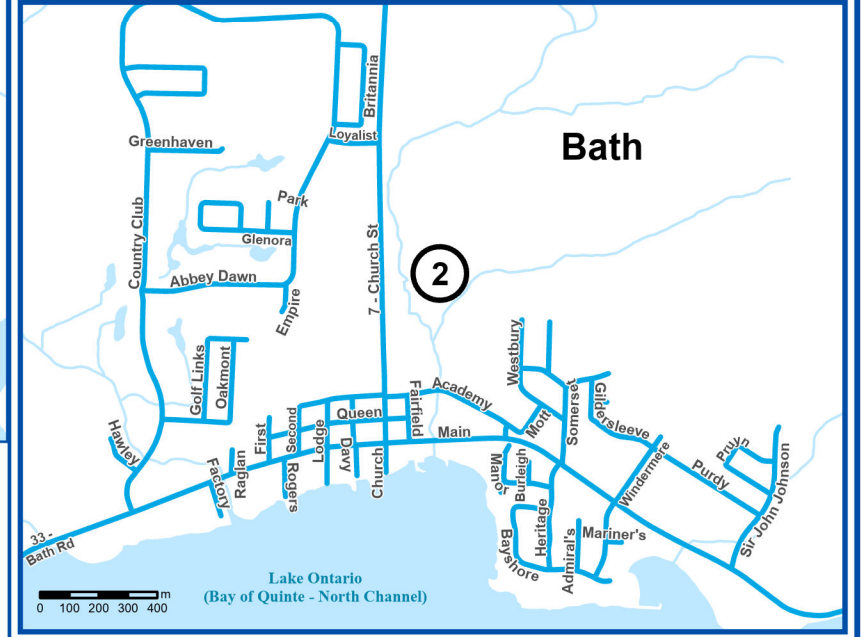 Britannia
Loyalist
Bath
Greenhaven
Park
Country Club
Glenora
7 - Church St
2
Abbey Dawn
Empire
Westbury
Golf Links
Oakmont
Fairfield
Academy
Somerset
Gildersleeve
Hawley
First
Second
Queen
Lodge
Davy
Church
Main
Mott
Factory
Raglan
Rogers
Manor
Burleigh
Windermere
Purdy
Pruyn
Sir John Johnson
33 -
Bath Rd
Heritage
Bayshore
Admiral's
Mariner's
Lake Ontario
(Bay of Quinte - North Channel)
m
0 100 200 300 400